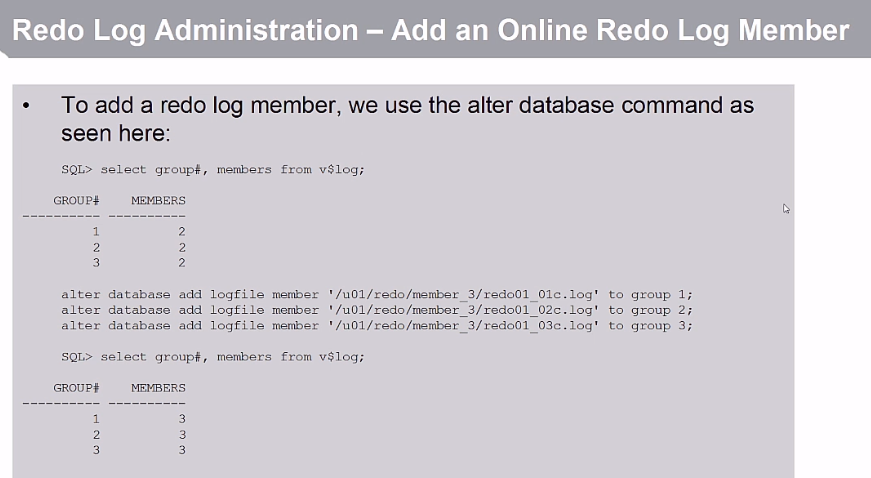 Redo Log Administration – Add an Online Redo Log Member
• To add a redo log member, we use the alter database command as
seen here:
SQL> select group#, members from v$log;
GROUP# MEMBERS
---------- ----------
1 2
2 2
3 2
alter database add logfile member '/u01/redo/member_3/redo01_01c.log' to group 1;
alter database add logfile member '/u01/redo/member_3/redo01_02c.log' to group 2;
alter database add logfile member '/u01/redo/member_3/redo01_03c.log' to group 3;
SQL> select group#, members from v$log;
GROUP# MEMBERS
---------- ----------
1 3
2 3
3 3